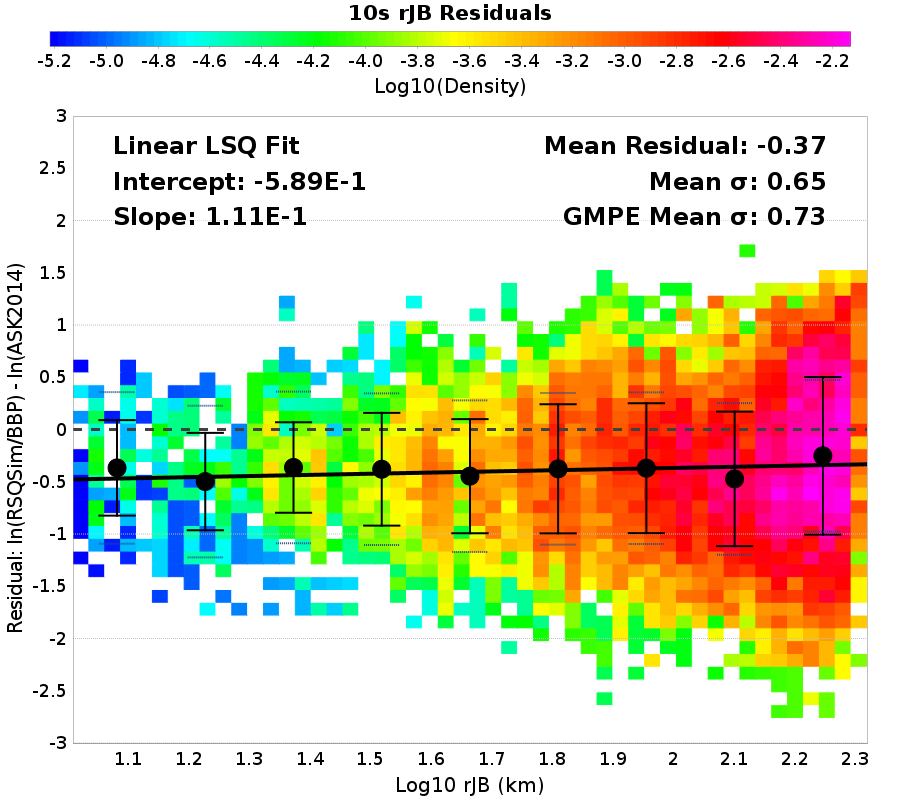 10s rJB Residuals
-5.2 -5.0 -4.8 -4.6 -4.4 -4.2 -4.0 -3.8 -3.6 -3.4 -3.2 -3.0 -2.8 -2.6 -2.4 -2.2
Log10(Density)
Linear LSQ Fit
Intercept: -5.89E-1
Slope: 1.11E-1
Mean Residual: -0.37
Mean σ: 0.65
GMPE Mean σ: 0.73
Residual: ln(RSQSim/BBP) - ln(ASK2014)
3
2.5
2
1.5
1
0.5
0
-0.5
-1
-1.5
-2
-2.5
-3
1.1 1.2 1.3 1.4 1.5 1.6 1.7 1.8 1.9 2 2.1 2.2 2.3
Log10 rJB (km)